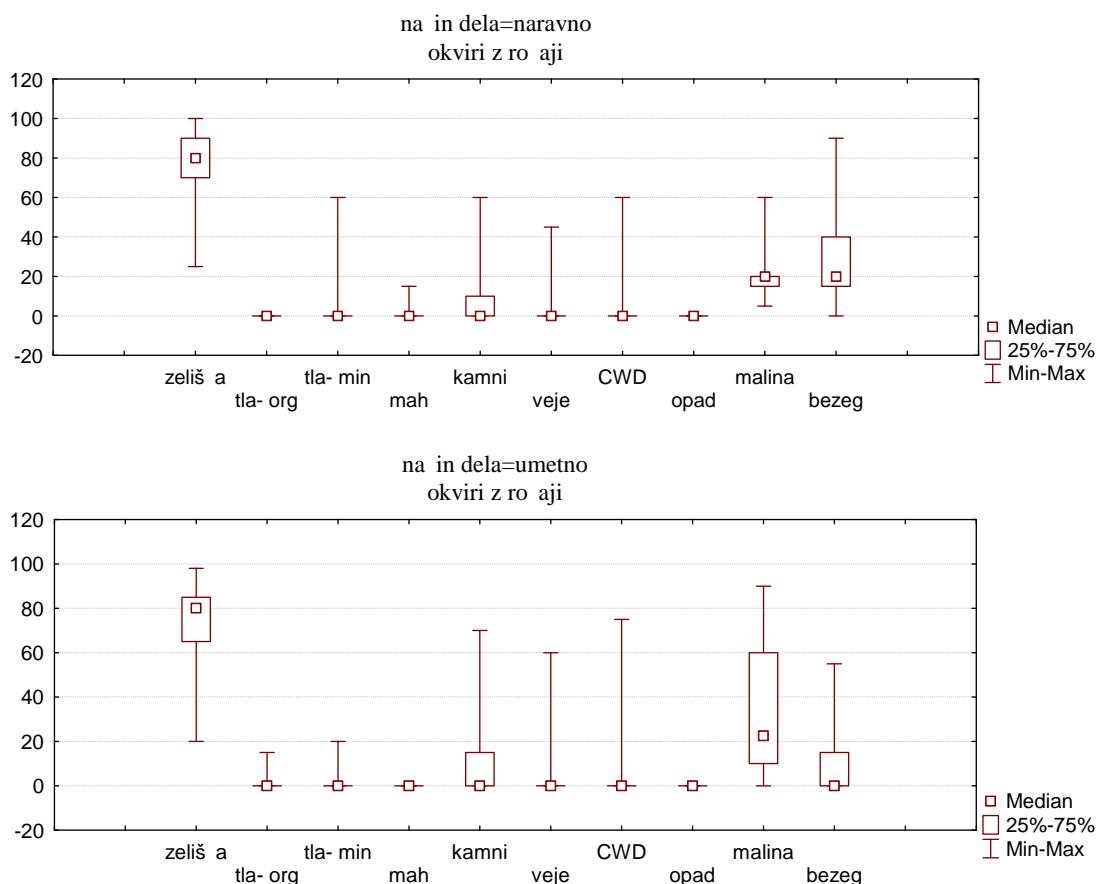 na in dela=naravno
okviri z ro aji
120
100
80
60
40
20
0
-20
zeliš a
tla- min
kamni
CWD
malina
tla- org
mah
veje
opad
bezeg
Median
25%-75%
Min-Max
na in dela=umetno
okviri z ro aji
120
100
80
60
40
20
0
-20
zeliš a
tla- min
kamni
CWD
malina
tla- org
mah
veje
opad
bezeg
Median
25%-75%
Min-Max